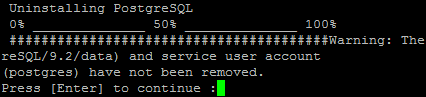 Uninstalling PostgreSQL
0% ______________ 50% ______________ 100%
########################################Warning: The
reSQL/9.2/data) and service user account
(postgres) have not been removed.
Press [Enter] to continue :